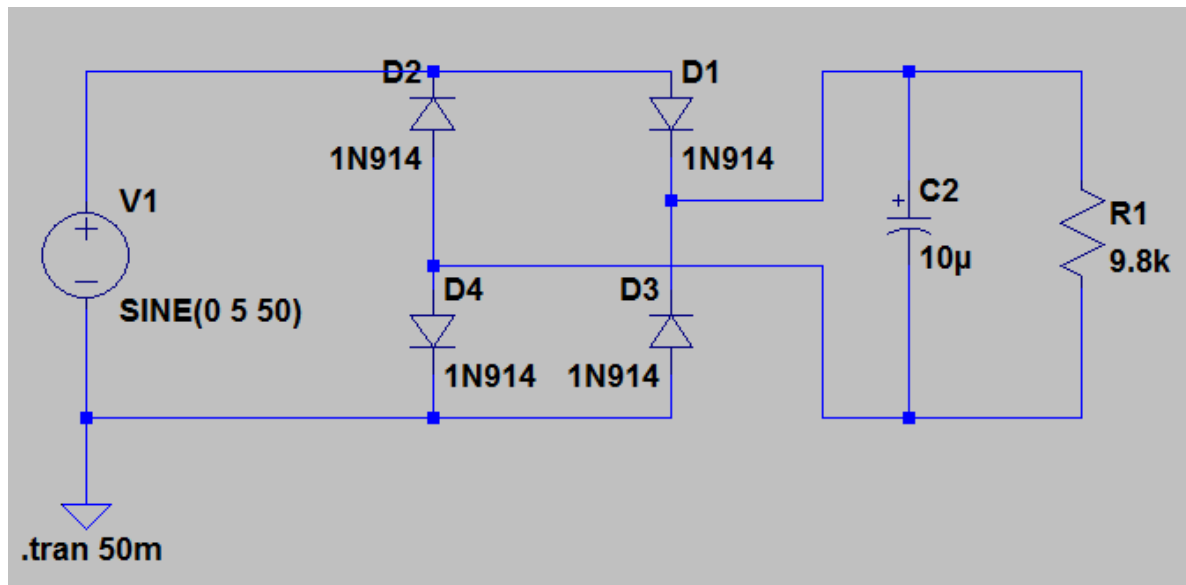 D2
D1
1N914
1N914
V1
C2
R1
10µ
9.8k
SINE(0 5 50)
D4
D3
1N914
1N914
.tran 50m